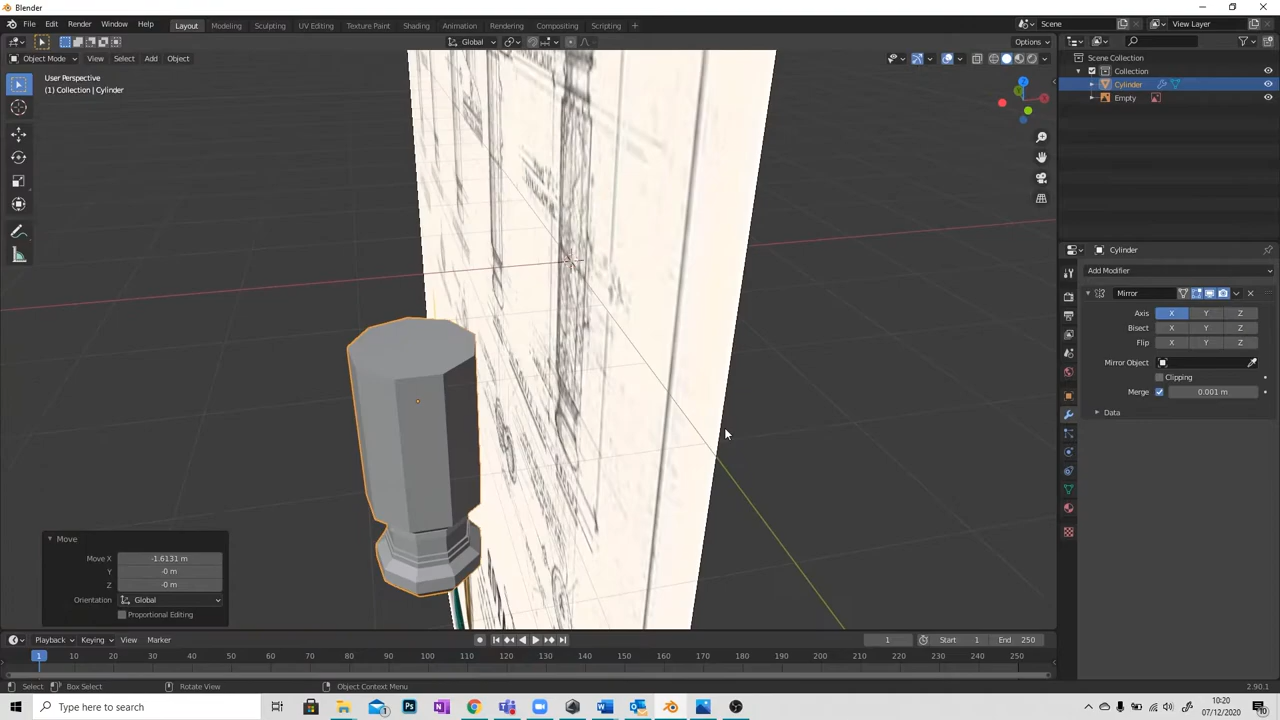 Blender
File Edit Render Window Help
Layout Modeling Sculpting UV Editing Texture Paint Shading Animation Rendering Compositing Scripting +
Scene
View Layer
Global
Options
Object Mode View Select Add Object
User Perspective
(1) Collection | Cylinder
Scene Collection
Collection
Cylinder
Empty
Cylinder
Add Modifier
Mirror
Axis X Y Z
Bisect X Y Z
Flip X Y Z
Mirror Object
Clipping
Merge 0.001 m
Data
Move
Move X -1.6131 m
Y -0 m
Z -0 m
Orientation Global
Proportional Editing
Playback Keying View Marker
1 Start 1 End 250
1 10 20 30 40 50 60 70 80 90 100 110 120 130 140 150 160 170 180 190 200 210 220 230 240 250
Select Box Select Rotate View Object Context Menu 2.90.1
Type here to search
10:20
07/12/2020